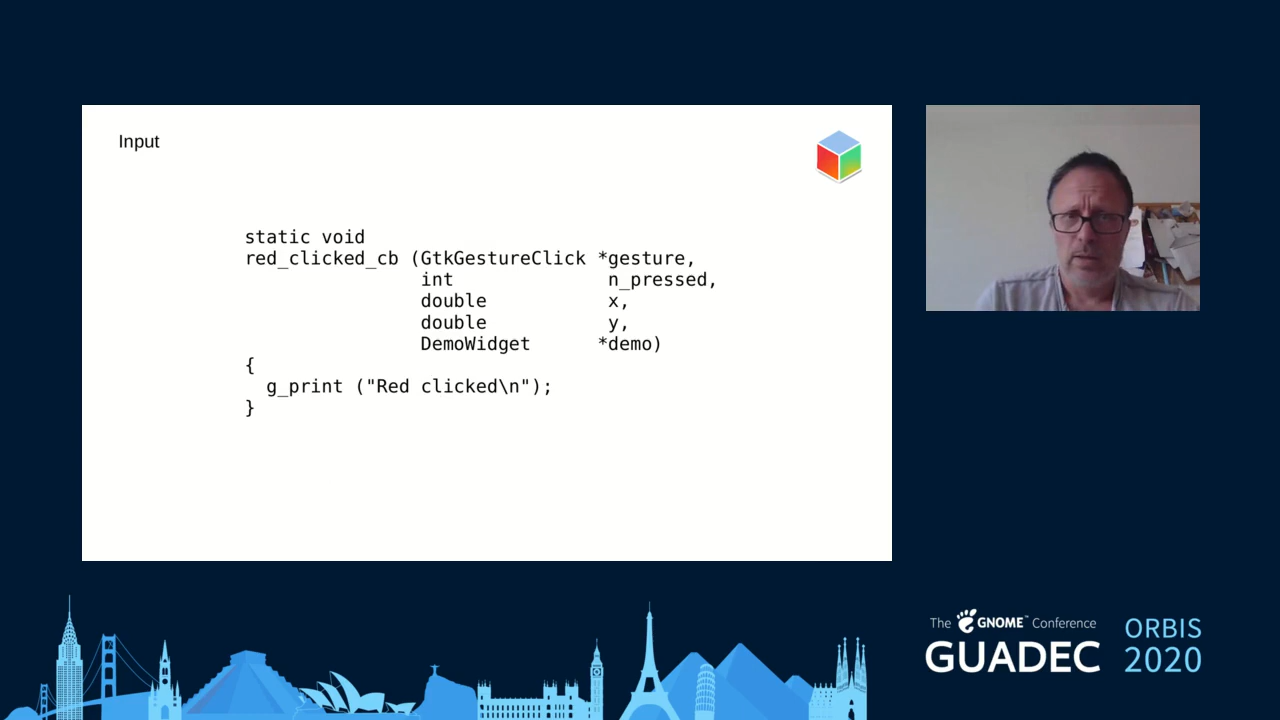 Input
static void
red_clicked_cb (GtkGestureClick *gesture,
                int              n_pressed,
                double           x,
                double           y,
                DemoWidget      *demo)
{
  g_print ("Red clicked\n");
}
The GNOME™ Conference
GUADEC
ORBIS
2020